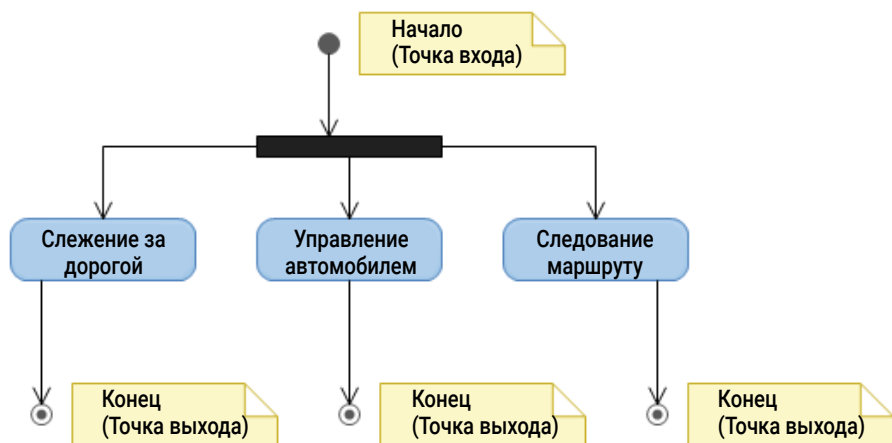 Начало
(Точка входа)
Слежение за
дорогой
Управление
автомобилем
Следование
маршруту
Конец
(Точка выхода)
Конец
(Точка выхода)
Конец
(Точка выхода)